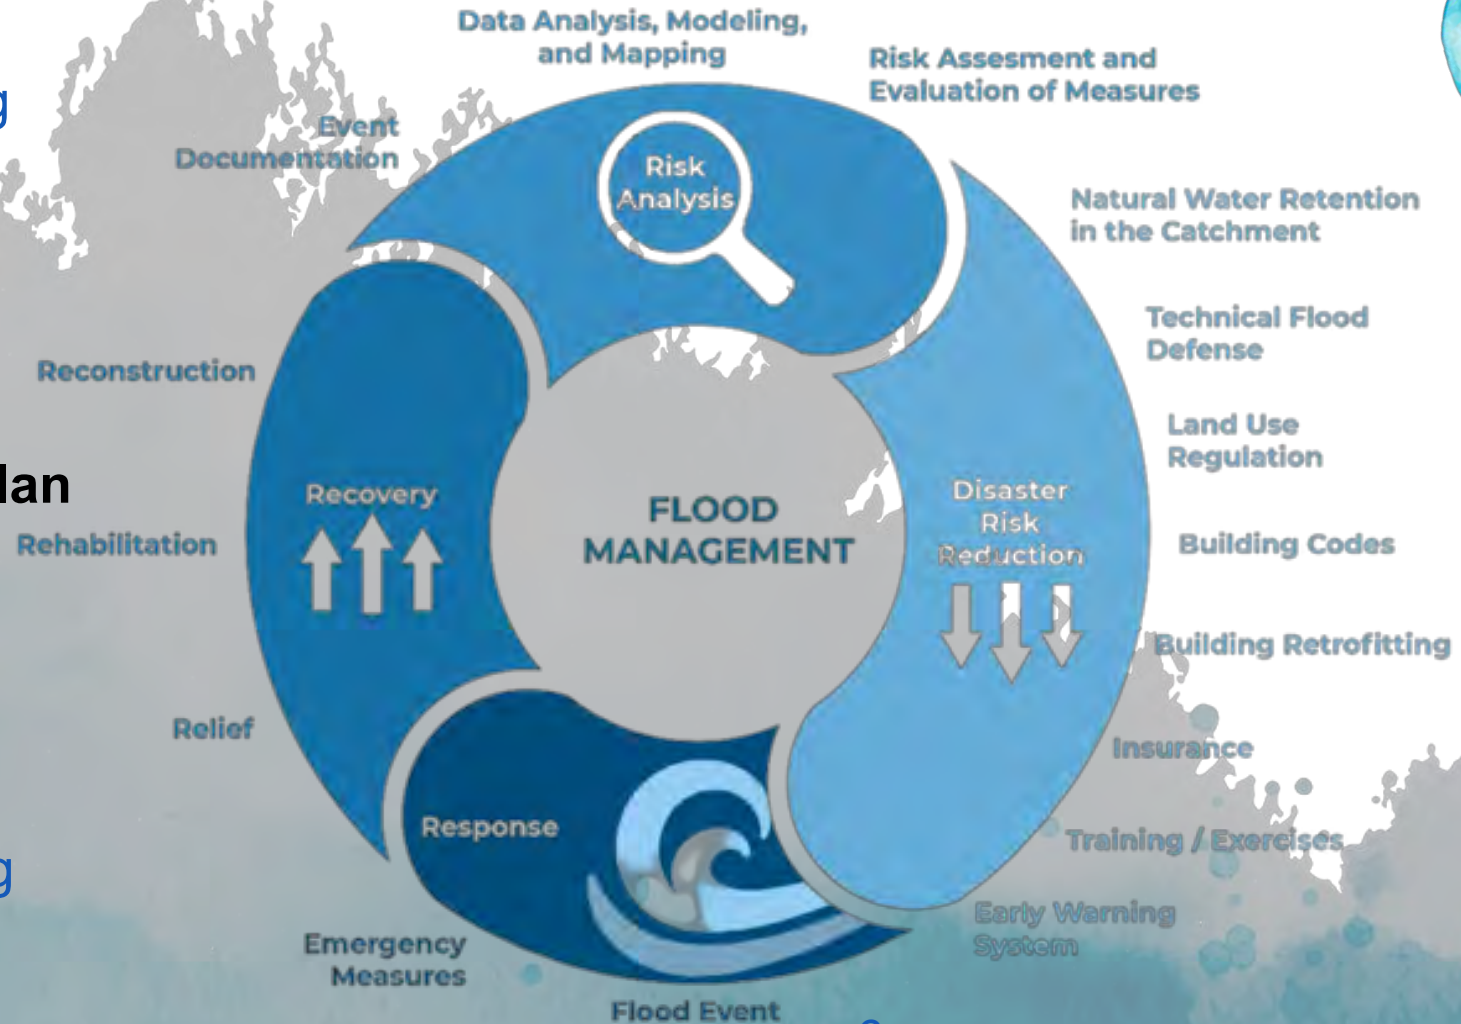 Data Analysis, Modeling,
and Mapping
Risk Assesment and
Evaluation of Measures
Event
Documentation
Risk
Analysis
Natural Water Retention
in the Catchment
Technical Flood
Defense
Reconstruction
Land Use
Regulation
Recovery
FLOOD
MANAGEMENT
Disaster
Risk
Reduction
Rehabilitation
Building Codes
Building Retrofitting
Relief
Insurance
Response
Training / Exercises
Early Warning
System
Emergency
Measures
Flood Event